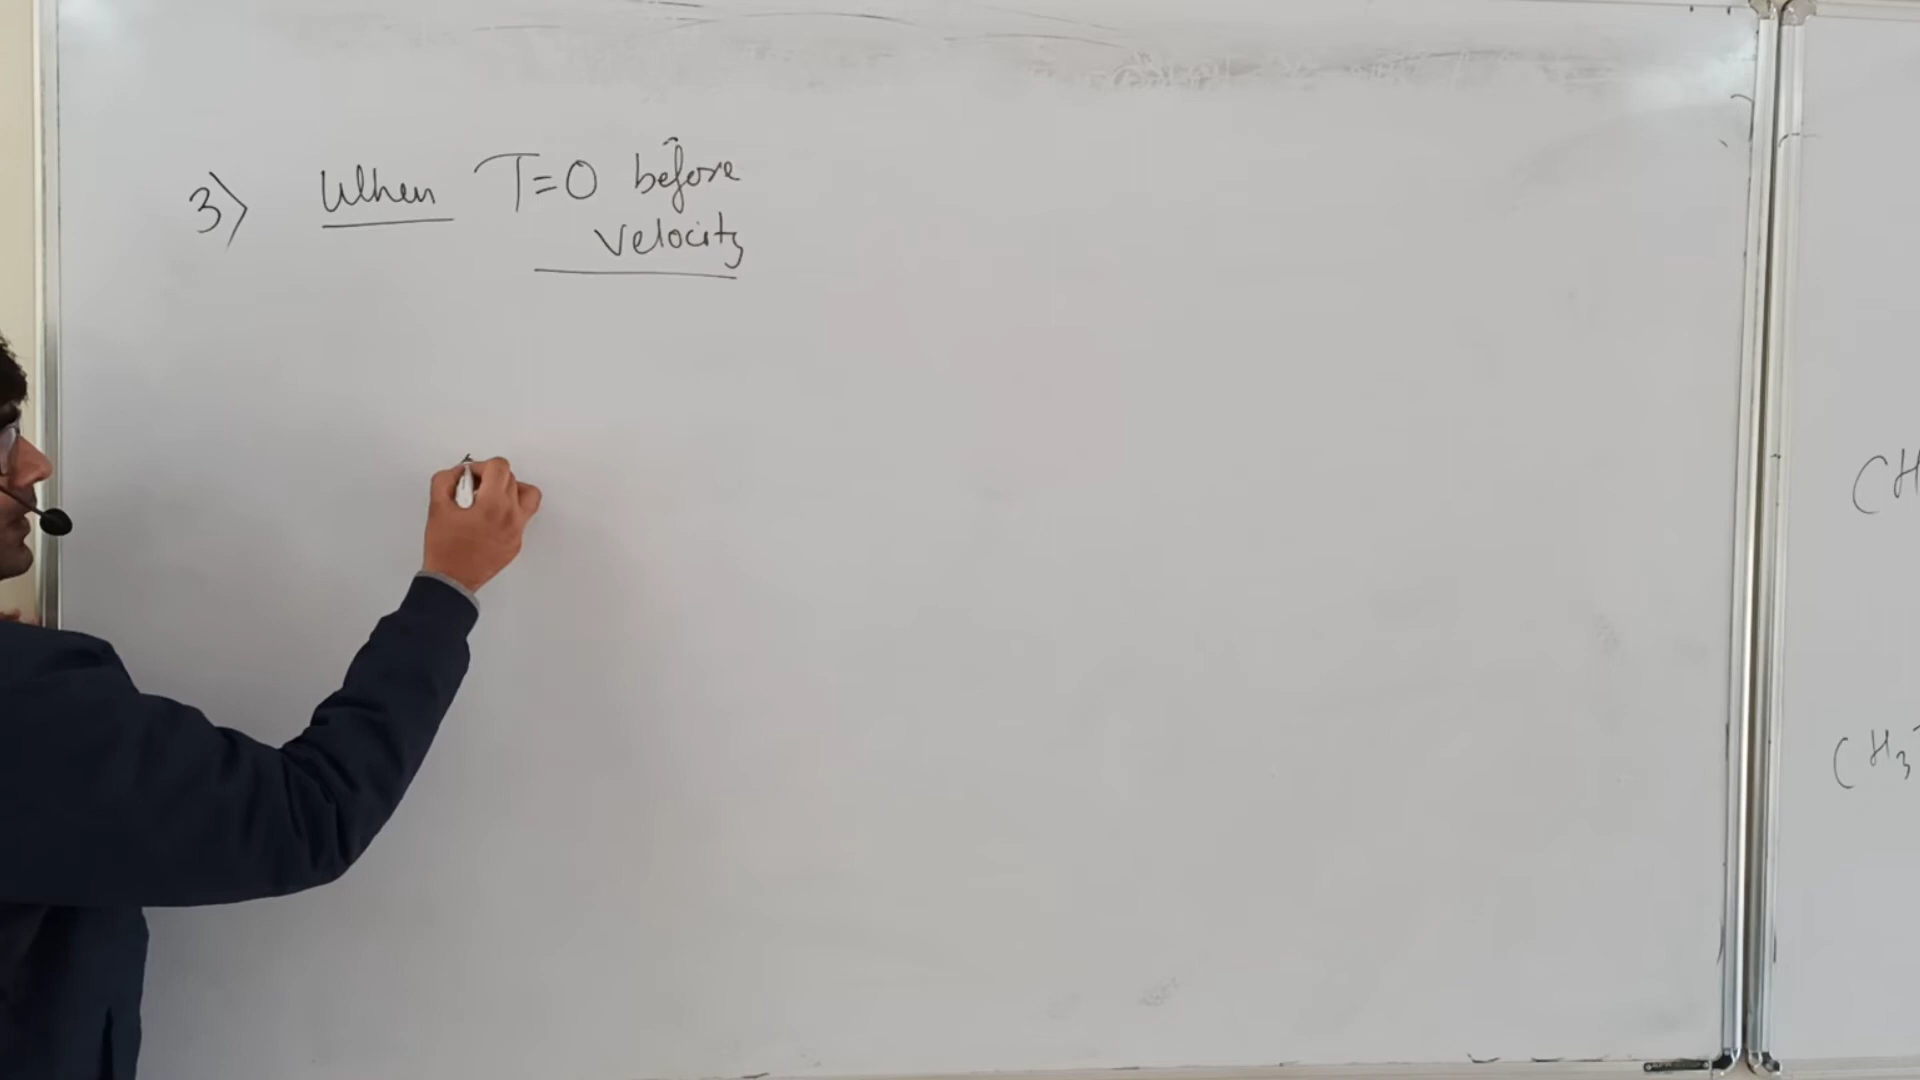 3) When T=0 before
velocity
CH
CH3